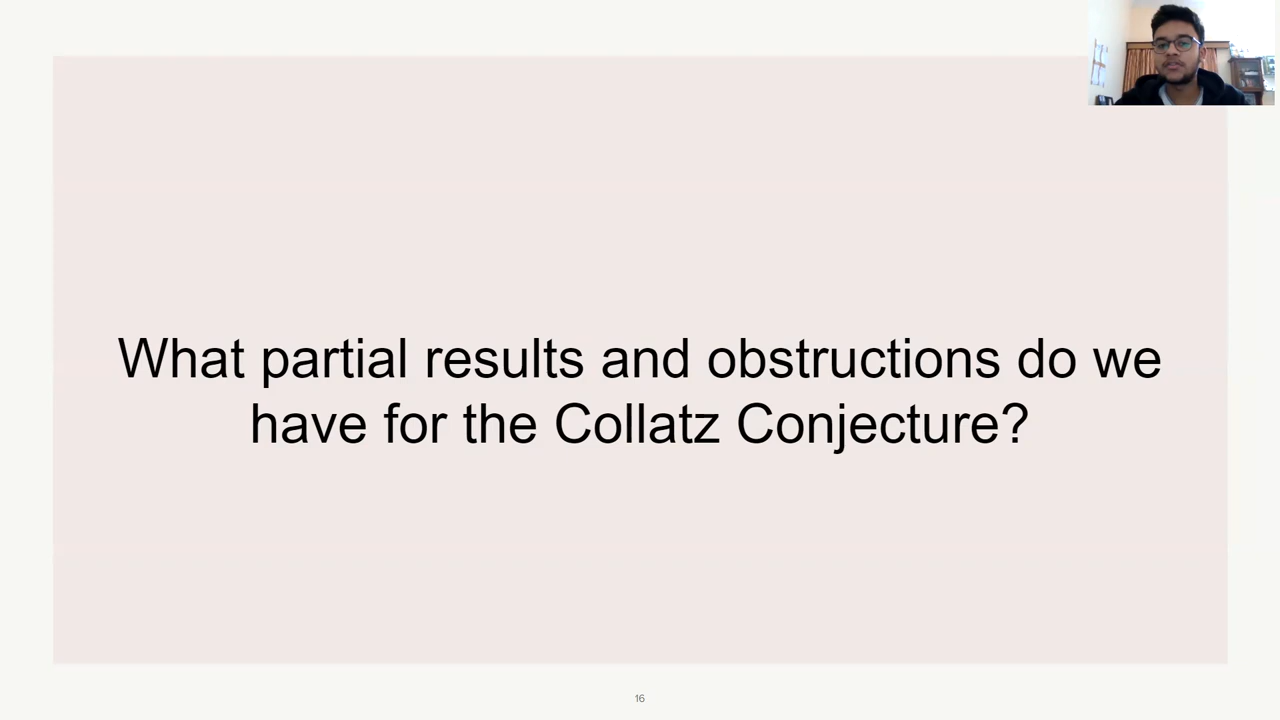 What partial results and obstructions do we
have for the Collatz Conjecture?
16